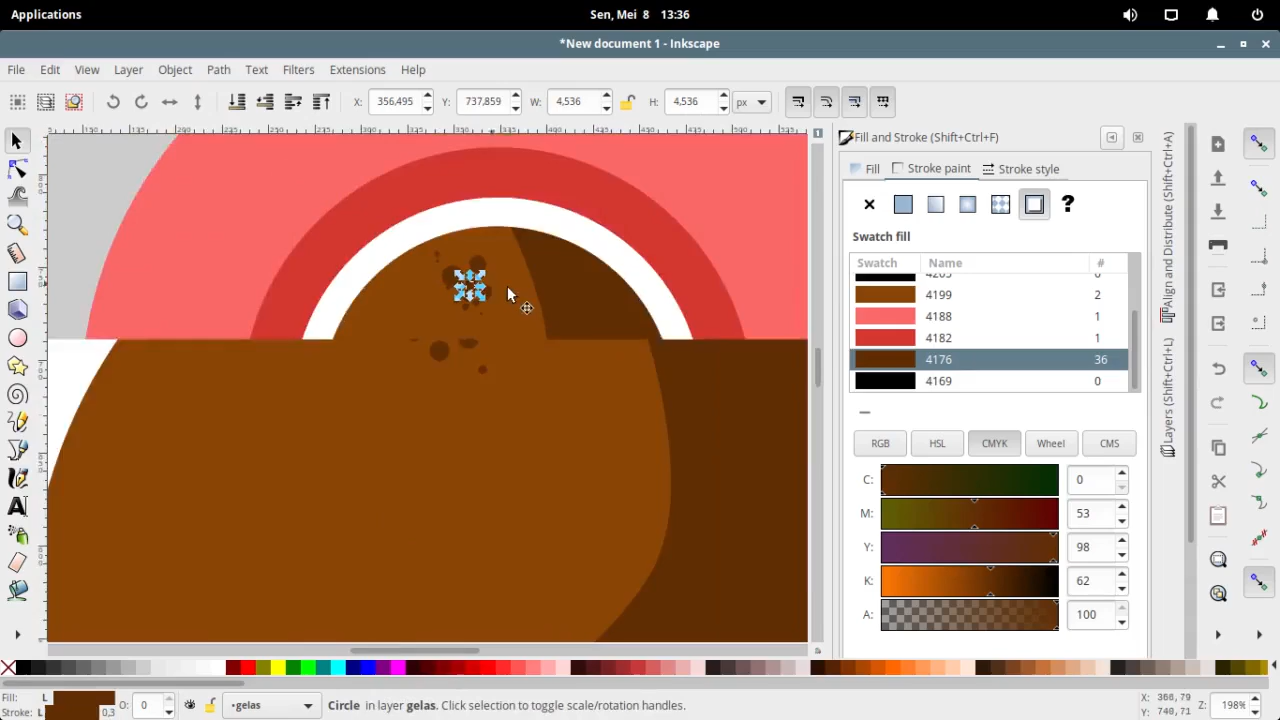 Applications
Sen, Mei 8 13:36
*New document 1 - Inkscape
File Edit View Layer Object Path Text Filters Extensions Help
X: 356,495 Y: 737,859 W: 4,536 H: 4,536 px
Fill and Stroke (Shift+Ctrl+F)
Fill Stroke paint Stroke style
Swatch fill
Swatch Name #
4199 2
4188 1
4182 1
4176 36
4169 0
RGB HSL CMYK Wheel CMS
C: 0
M: 53
Y: 98
K: 62
A: 100
Align and Distribute (Shift+Ctrl+A)
Layers (Shift+Ctrl+L)
Fill: L
Stroke: L 0,3
O: 0
•gelas
Circle in layer gelas. Click selection to toggle scale/rotation handles.
X: 366,79
Y: 740,71
Z: 198%